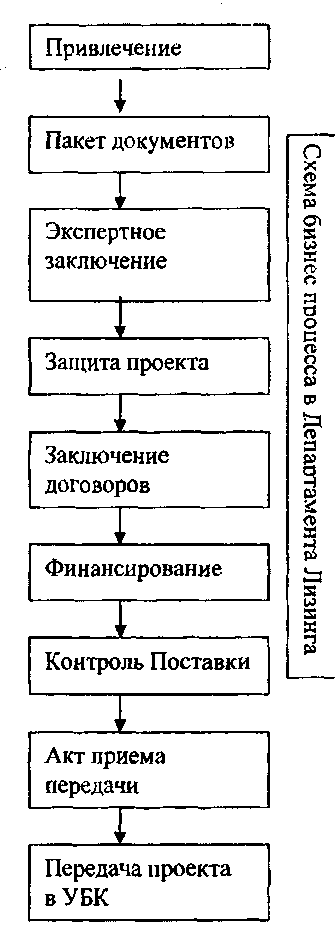 Привлечение
Пакет документов
Экспертное
заключение
Защита проекта
Заключение
договоров
Финансирование
Контроль Поставки
Акт приема
передачи
Передача проекта
в УБК
Схема бизнес процесса в Департамента Лизинга